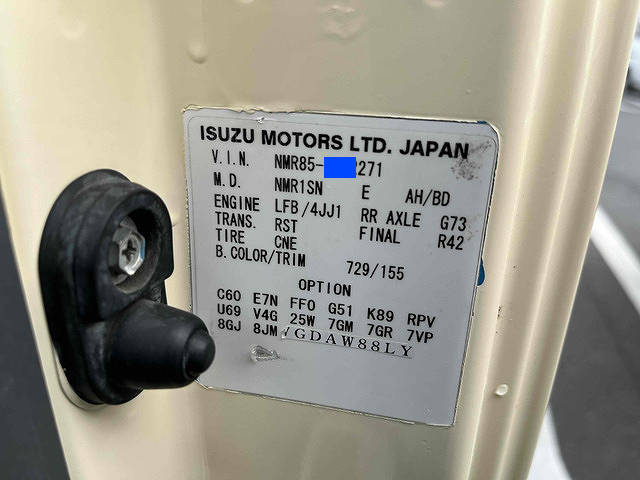 ISUZU MOTORS LTD. JAPAN
V.I.N. NMR85- 271
M.D. NMR1SN E AH/BD
ENGINE LFB/4JJ1 RR AXLE G73
TRANS. RST FINAL R42
TIRE CNE
B.COLOR/TRIM 729/155
OPTION
C60 E7N FF0 G51 K89 RPV
U69 V4G 25W 7GM 7GR 7VP
8GJ 8JM /GDAW88LY